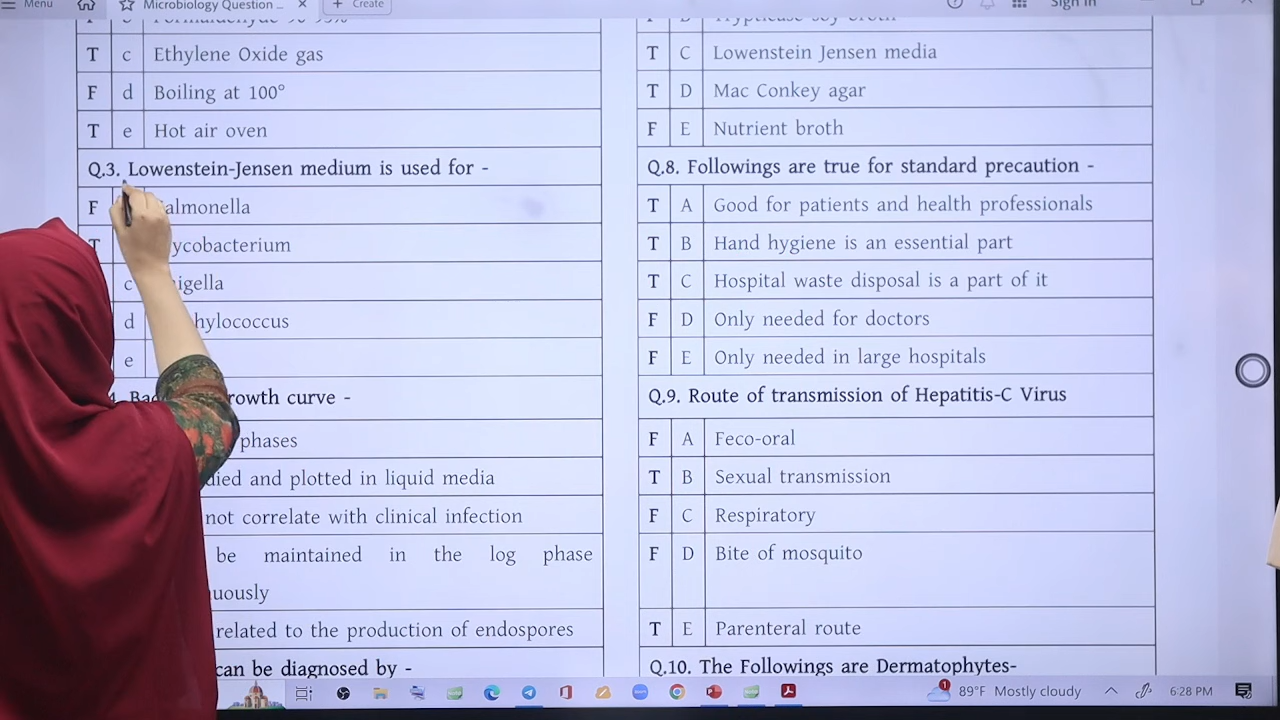 Menu
Microbiology Question ...
+ Create
Sign in
T c Ethylene Oxide gas
F d Boiling at 100°
T e Hot air oven
Q.3. Lowenstein-Jensen medium is used for -
F almonella
T ycobacterium
c igella
d hylococcus
e
rowth curve -
phases
died and plotted in liquid media
not correlate with clinical infection
be maintained in the log phase
uously
related to the production of endospores
can be diagnosed by -
C Lowenstein Jensen media
T
T D Mac Conkey agar
F E Nutrient broth
Q.8. Followings are true for standard precaution -
T A Good for patients and health professionals
T B Hand hygiene is an essential part
T C Hospital waste disposal is a part of it
F D Only needed for doctors
F E Only needed in large hospitals
Q.9. Route of transmission of Hepatitis-C Virus
F A Feco-oral
T B Sexual transmission
F C Respiratory
F D Bite of mosquito
T E Parenteral route
Q.10. The Followings are Dermatophytes-
1
89°F Mostly cloudy
6:28 PM